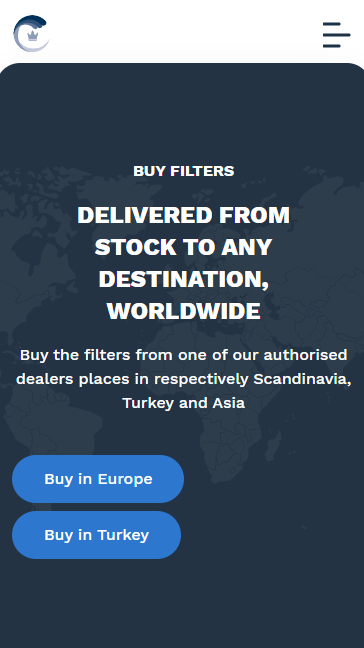 BUY FILTERS
DELIVERED FROM
STOCK TO ANY
DESTINATION,
WORLDWIDE
Buy the filters from one of our authorised
dealers places in respectively Scandinavia,
Turkey and Asia
Buy in Europe
Buy in Turkey